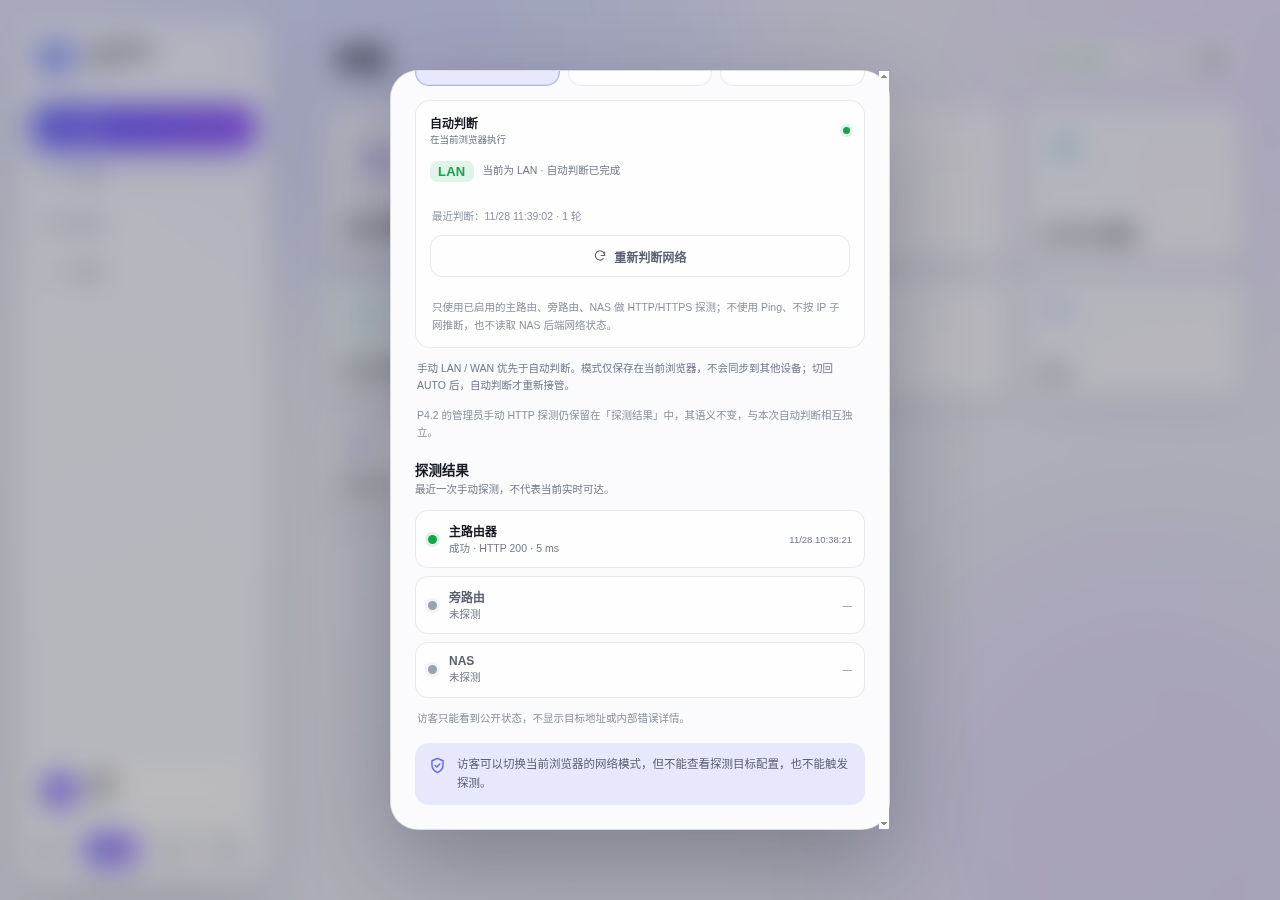 自动判断
在当前浏览器执行
LAN 当前为 LAN · 自动判断已完成
最近判断：11/28 11:39:02 · 1 轮
重新判断网络
只使用已启用的主路由、旁路由、NAS 做 HTTP/HTTPS 探测；不使用 Ping、不按 IP 子
网推断，也不读取 NAS 后端网络状态。
手动 LAN / WAN 优先于自动判断。模式仅保存在当前浏览器，不会同步到其他设备；切回
AUTO 后，自动判断才重新接管。
P4.2 的管理员手动 HTTP 探测仍保留在「探测结果」中，其语义不变，与本次自动判断相互独
立。
探测结果
最近一次手动探测，不代表当前实时可达。
主路由器
成功 · HTTP 200 · 5 ms
11/28 10:38:21
旁路由
未探测
—
NAS
未探测
—
访客只能看到公开状态，不显示目标地址或内部错误详情。
访客可以切换当前浏览器的网络模式，但不能查看探测目标配置，也不能触发
探测。